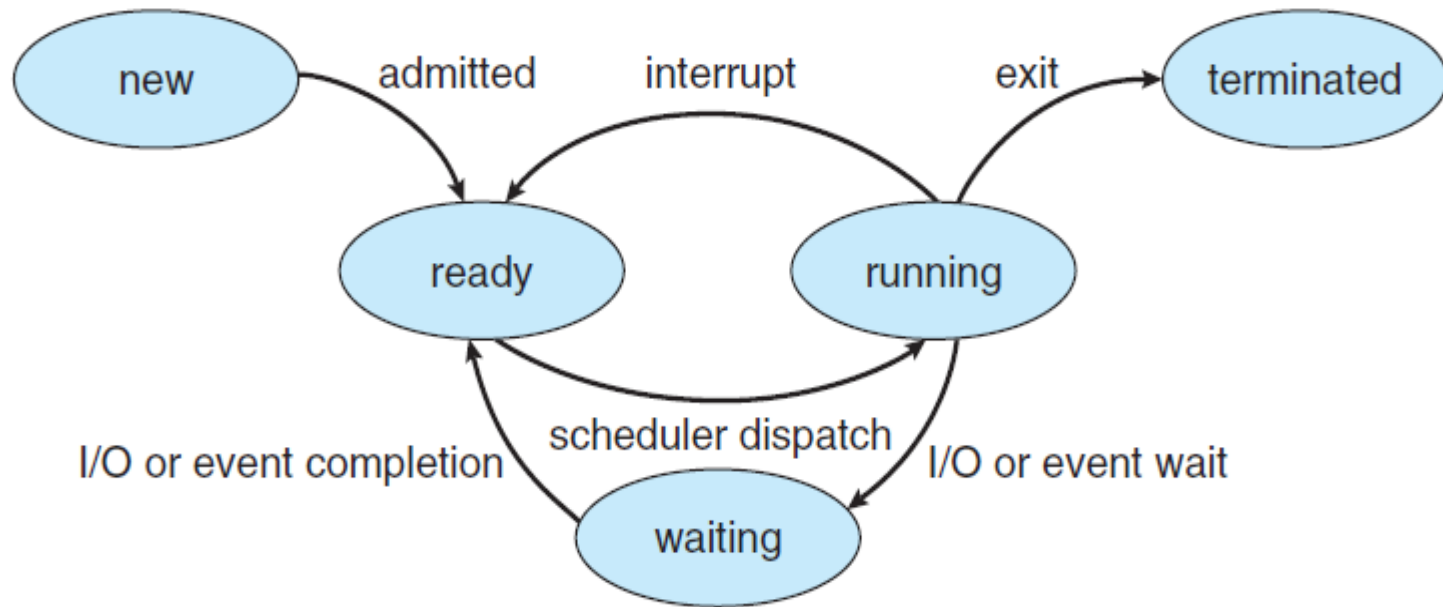 new
admitted
interrupt
exit
terminated
ready
running
scheduler dispatch
I/O or event completion
I/O or event wait
waiting